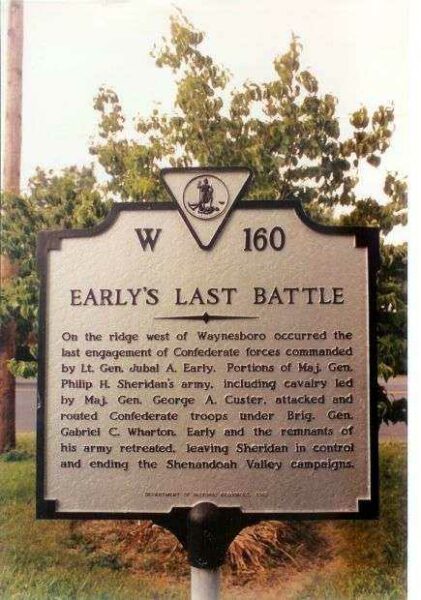 W 160
EARLY'S LAST BATTLE
On the ridge west of Waynesboro occurred the
last engagement of Confederate forces commanded
by Lt. Gen. Jubal A. Early. Portions of Maj. Gen.
Philip H. Sheridan's army, including cavalry led
by Maj. Gen. George A. Custer, attacked and
routed Confederate troops under Brig. Gen.
Gabriel C. Wharton. Early and the remnants of
his army retreated, leaving Sheridan in control
and ending the Shenandoah Valley campaigns.
DEPARTMENT OF HISTORIC RESOURCES,